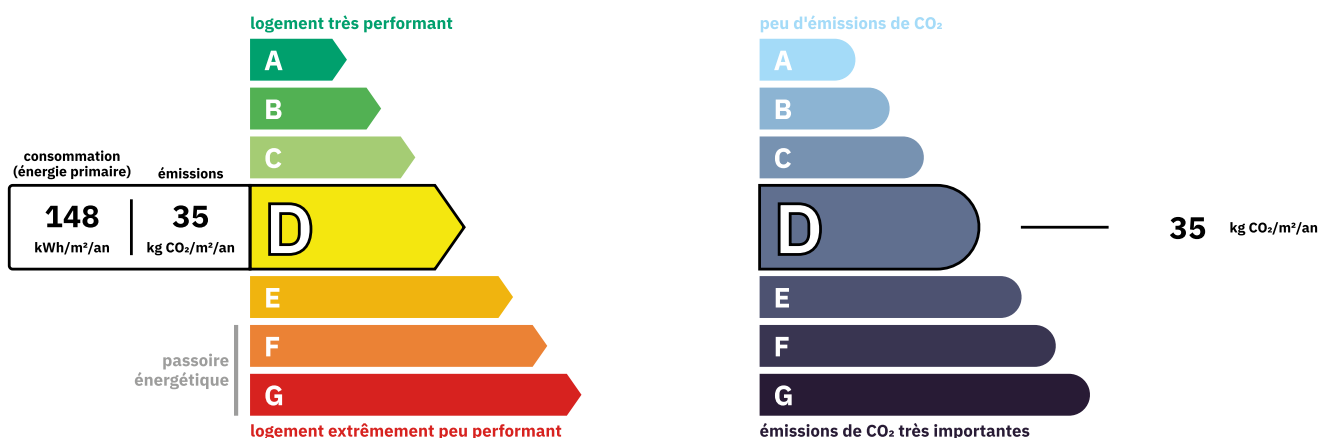 logement très performant
A
B
C
consommation
(énergie primaire)
émissions
148
kWh/m²/an
35
kg CO₂/m²/an
D
E
F
G
passoire
énergétique
logement extrêmement peu performant
peu d'émissions de CO₂
A
B
C
D
35 kg CO₂/m²/an
E
F
G
émissions de CO₂ très importantes